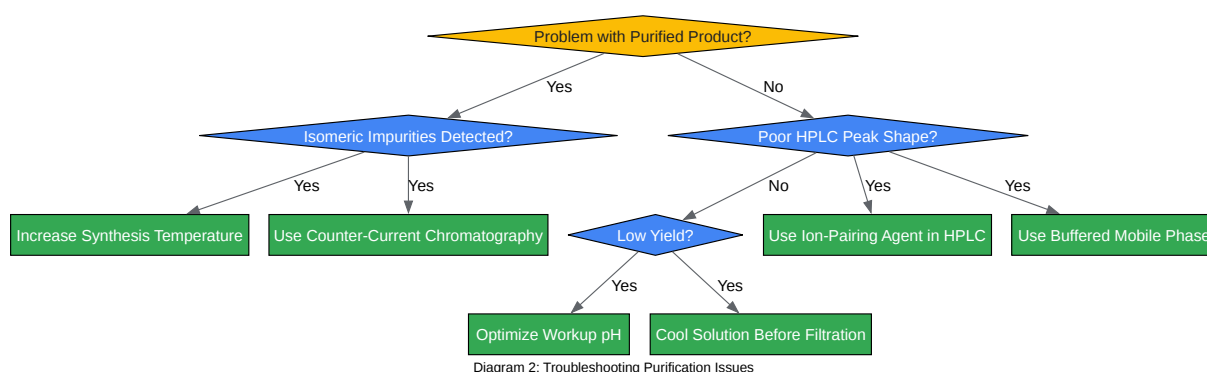 Problem with Purified Product?
Yes
No
Isomeric Impurities Detected?
Poor HPLC Peak Shape?
Yes
Yes
No
Yes
Yes
Increase Synthesis Temperature
Use Counter-Current Chromatography
Low Yield?
Use Ion-Pairing Agent in HPLC
Use Buffered Mobile Phase
Yes
Yes
Optimize Workup pH
Cool Solution Before Filtration
Diagram 2: Troubleshooting Purification Issues